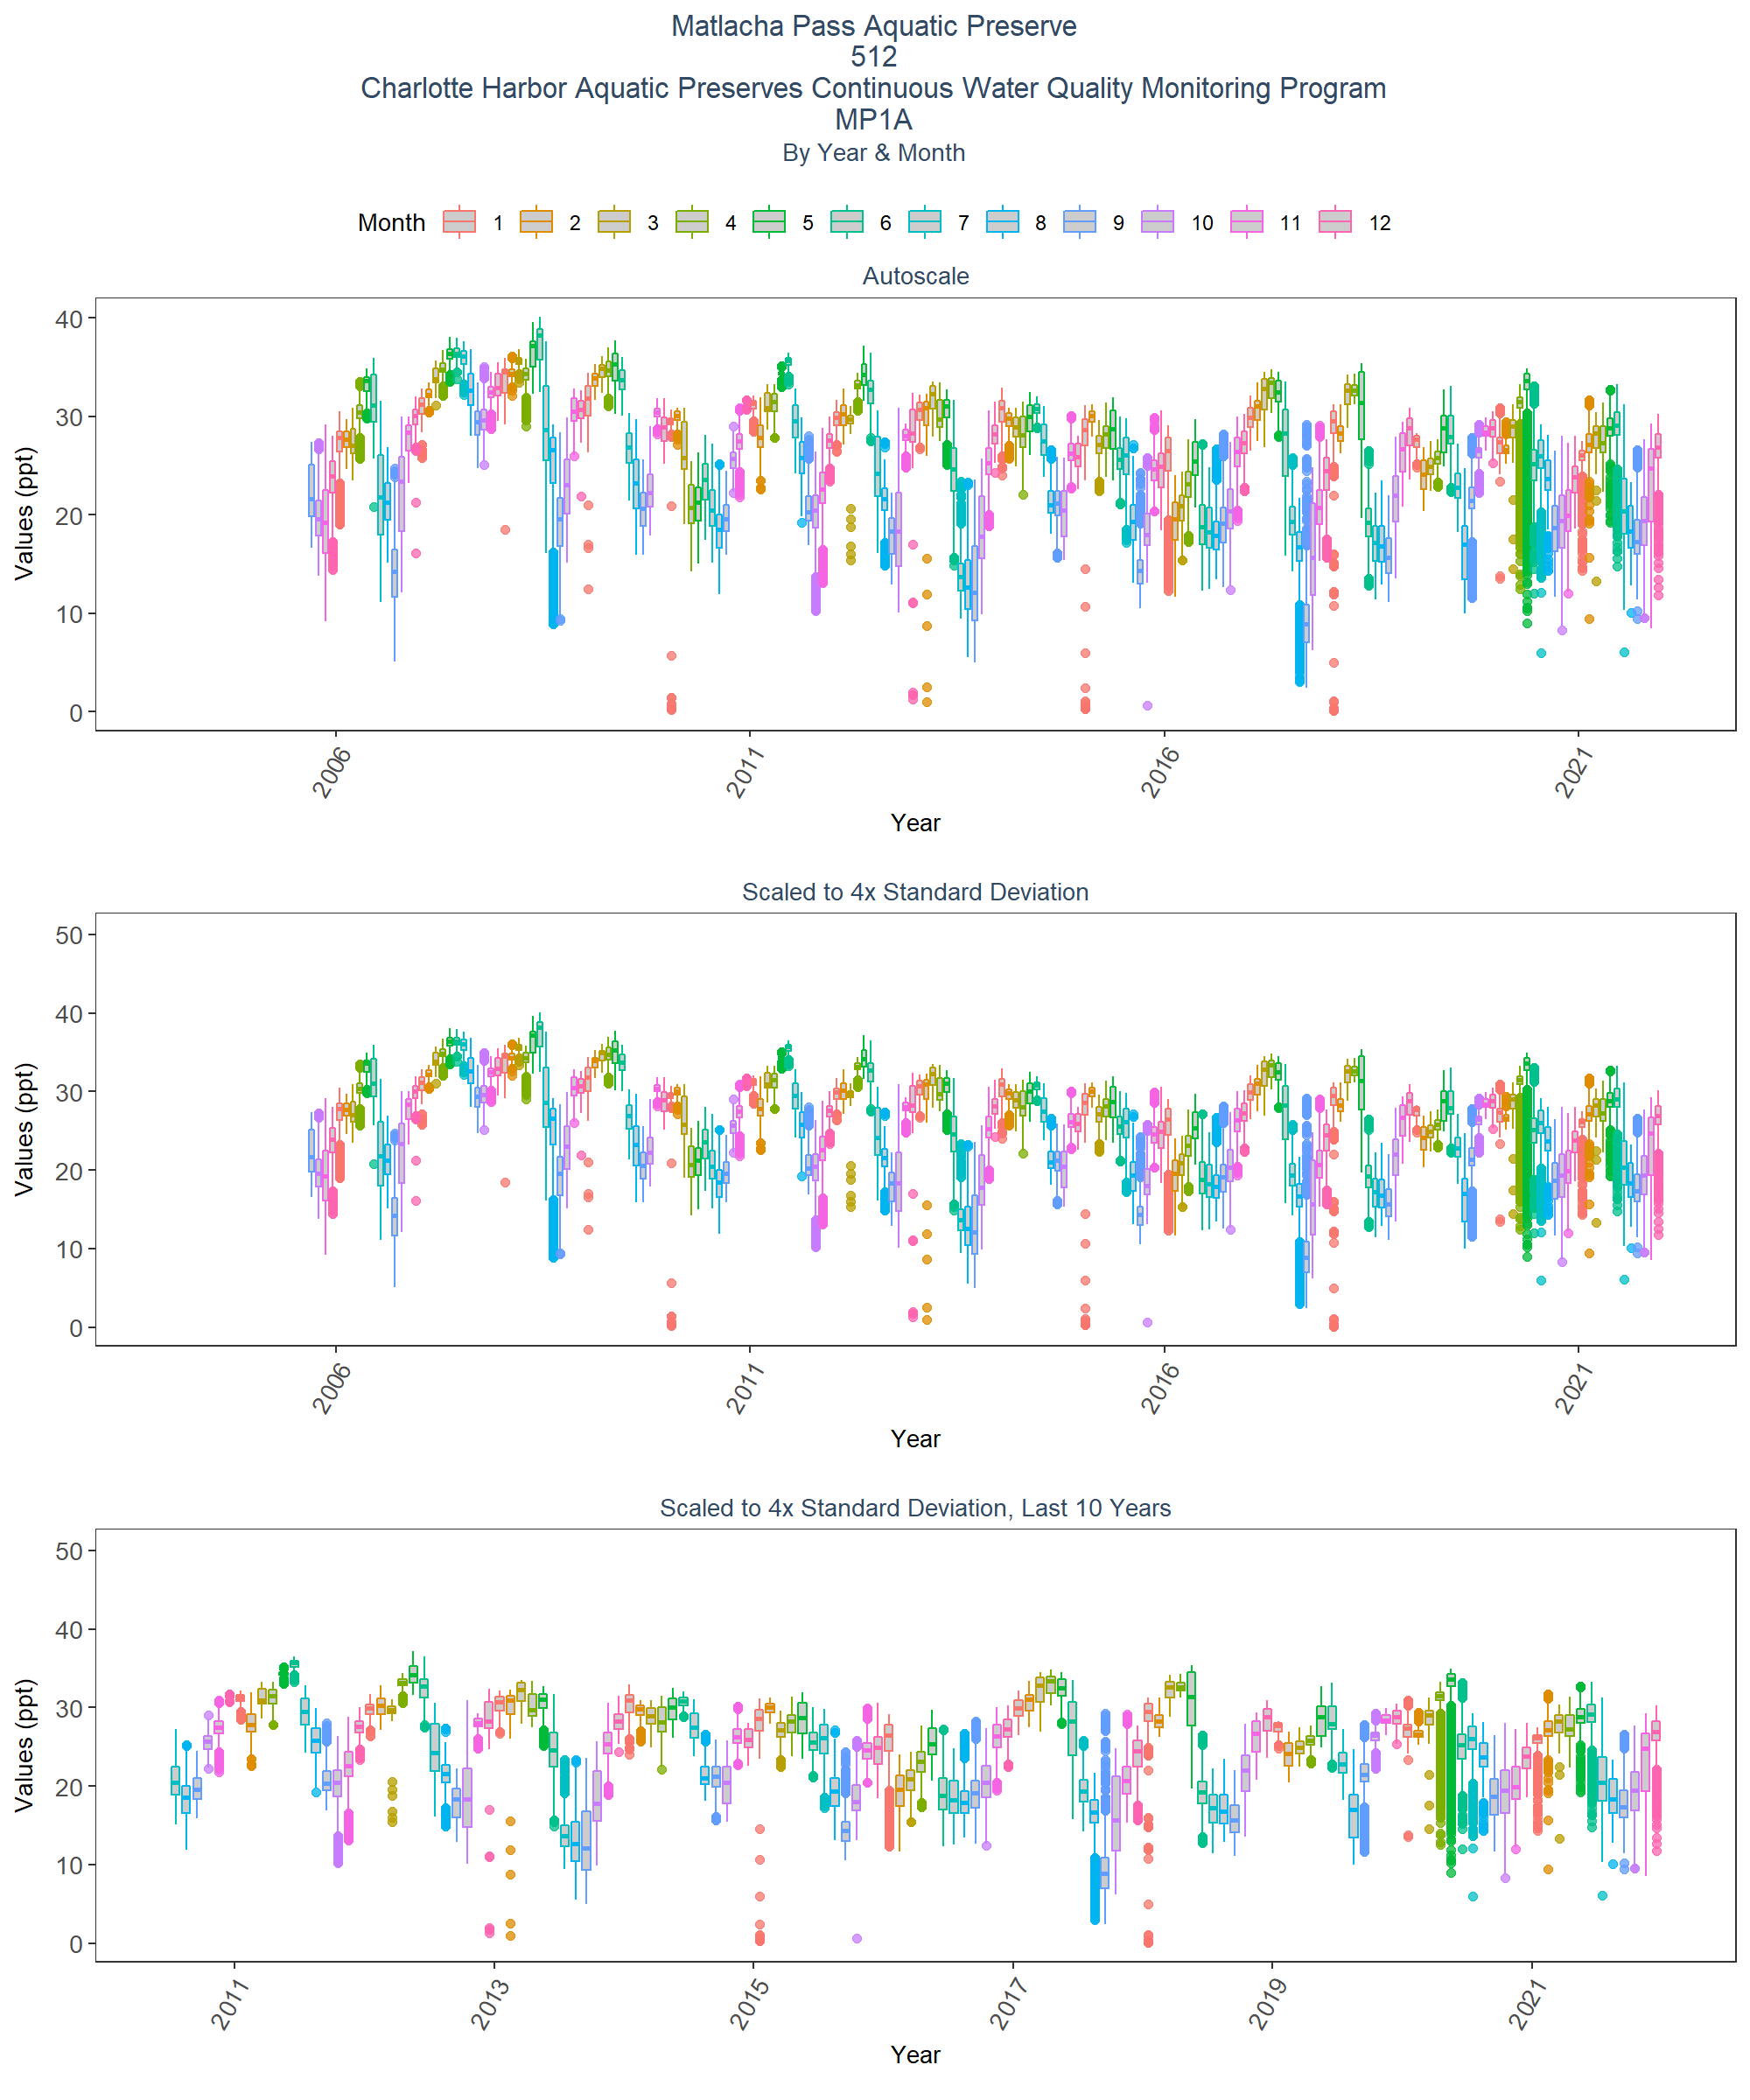 Matlacha Pass Aquatic Preserve
512
Charlotte Harbor Aquatic Preserves Continuous Water Quality Monitoring Program
MP1A
By Year & Month
Month 1 2 3 4 5 6 7 8 9 10 11 12
Autoscale
40
30
20
10
0
Values (ppt)
2006 2011 2016 2021
Year
Scaled to 4x Standard Deviation
50
40
30
20
10
0
Values (ppt)
2006 2011 2016 2021
Year
Scaled to 4x Standard Deviation, Last 10 Years
50
40
30
20
10
0
Values (ppt)
2011 2013 2015 2017 2019 2021
Year